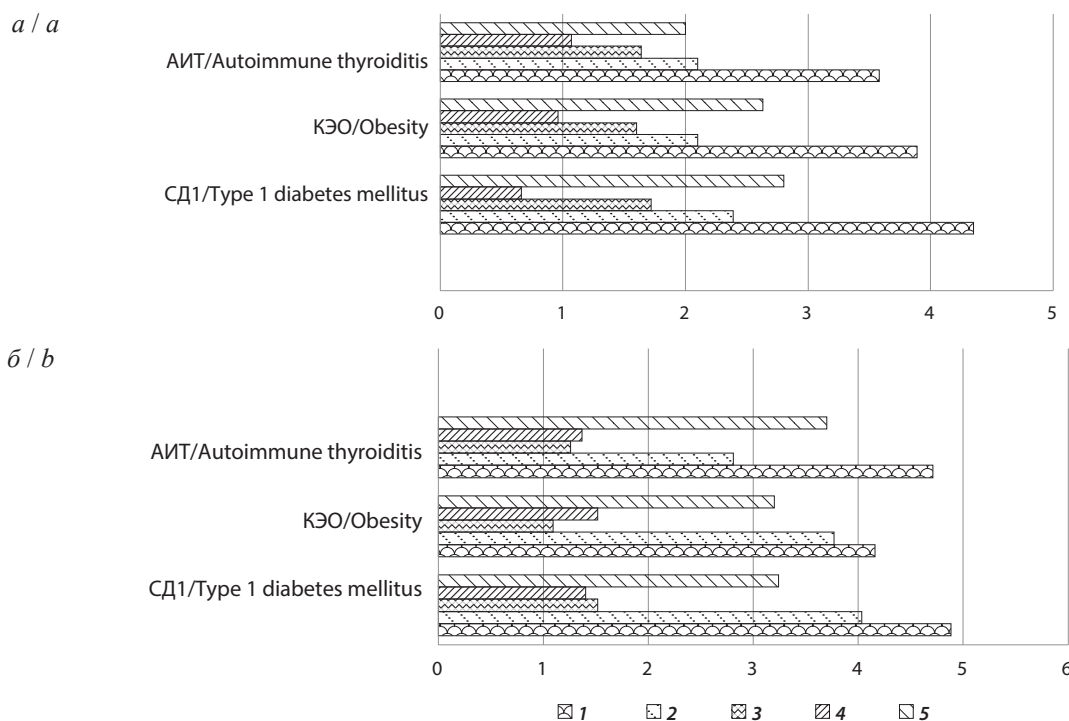 а / a
АИТ/Autoimmune thyroiditis
КЭО/Obesity
СД1/Type 1 diabetes mellitus
0 1 2 3 4 5
б / b
АИТ/Autoimmune thyroiditis
КЭО/Obesity
СД1/Type 1 diabetes mellitus
0 1 2 3 4 5 6
1 2 3 4 5